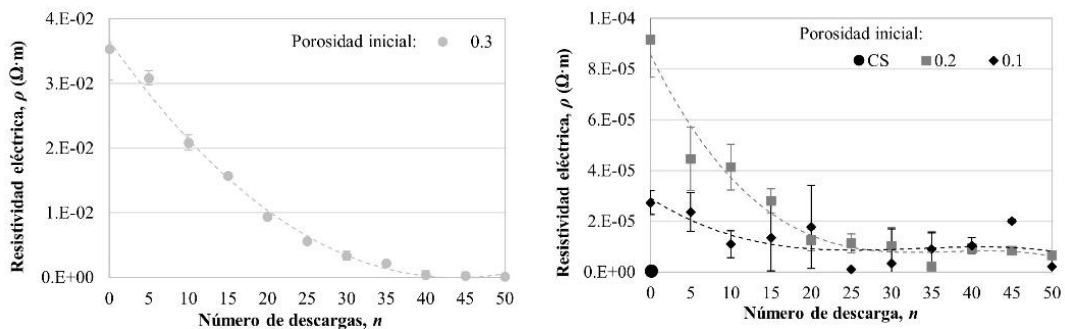 Resistividad eléctrica, ρ (Ω·m)
4.E-02
3.E-02
2.E-02
1.E-02
0.E+00
Porosidad inicial: 0.3
0 5 10 15 20 25 30 35 40 45 50
Número de descargas, n
Resistividad eléctrica, ρ (Ω·m)
1.E-04
8.E-05
6.E-05
4.E-05
2.E-05
0.E+00
Porosidad inicial:
CS 0.2 0.1
0 5 10 15 20 25 30 35 40 45 50
Número de descarga, n